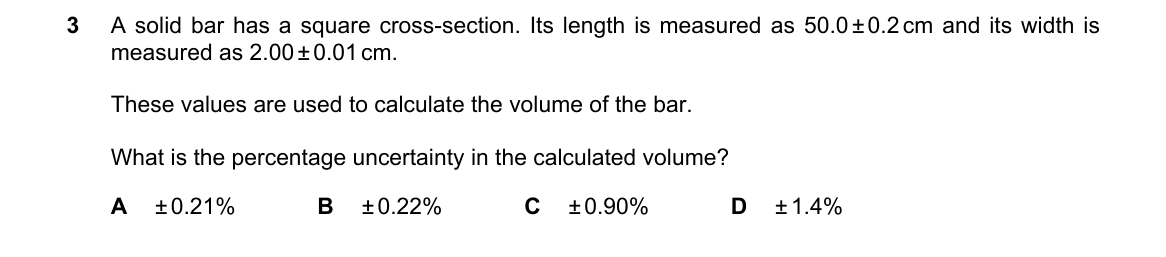 3 A solid bar has a square cross-section. Its length is measured as 50.0 ± 0.2 cm and its width is
measured as 2.00 ± 0.01 cm.
These values are used to calculate the volume of the bar.
What is the percentage uncertainty in the calculated volume?
A ±0.21% B ±0.22% C ±0.90% D ±1.4%